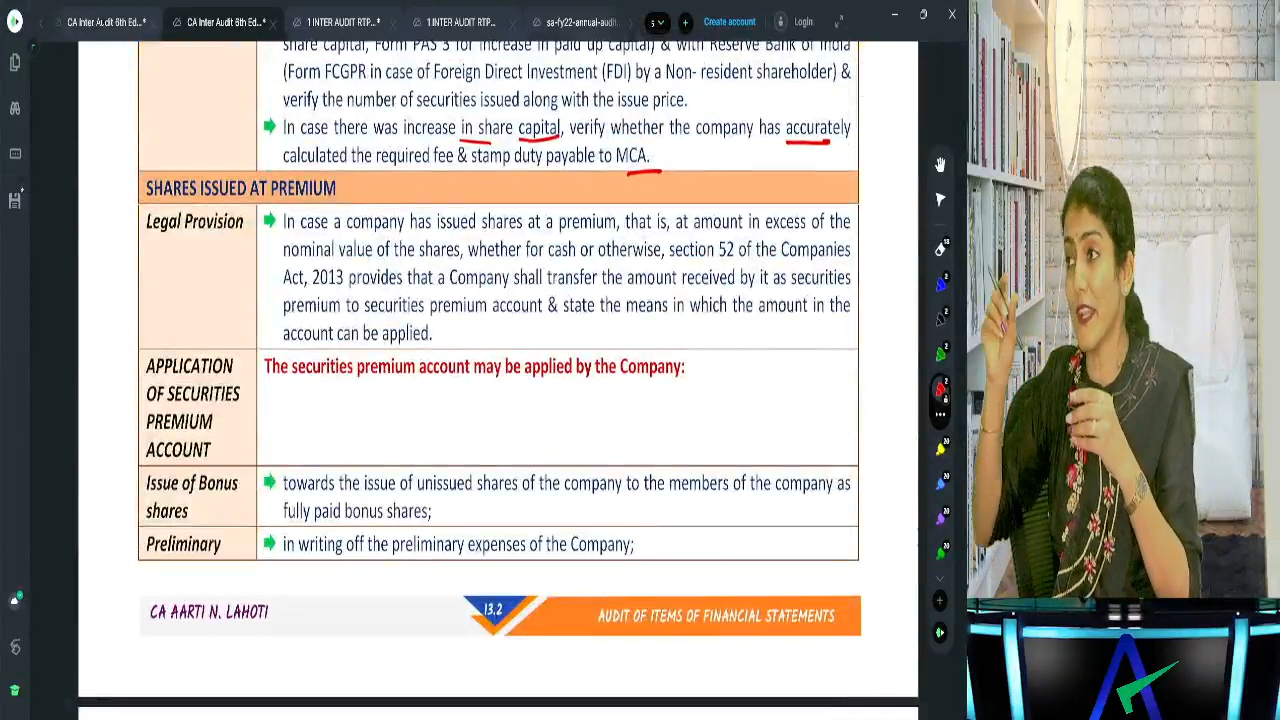 CA Inter Audit 6th Ed...*
CA Inter Audit 6th Ed...*
1 INTER AUDIT RTP...*
1 INTER AUDIT RTP...
sa-fy22-annual-audit...
5
Create account
Login
share capital, Form PAS 3 for increase in paid up capital) & with Reserve Bank of India
(Form FCGPR in case of Foreign Direct Investment (FDI) by a Non- resident shareholder) &
verify the number of securities issued along with the issue price.
In case there was increase in share capital, verify whether the company has accurately
calculated the required fee & stamp duty payable to MCA.
SHARES ISSUED AT PREMIUM
Legal Provision
In case a company has issued shares at a premium, that is, at amount in excess of the
nominal value of the shares, whether for cash or otherwise, section 52 of the Companies
Act, 2013 provides that a Company shall transfer the amount received by it as securities
premium to securities premium account & state the means in which the amount in the
account can be applied.
APPLICATION
OF SECURITIES
PREMIUM
ACCOUNT
The securities premium account may be applied by the Company:
Issue of Bonus
shares
towards the issue of unissued shares of the company to the members of the company as
fully paid bonus shares;
Preliminary
in writing off the preliminary expenses of the Company;
CA AARTI N. LAHOTI
13.2
AUDIT OF ITEMS OF FINANCIAL STATEMENTS